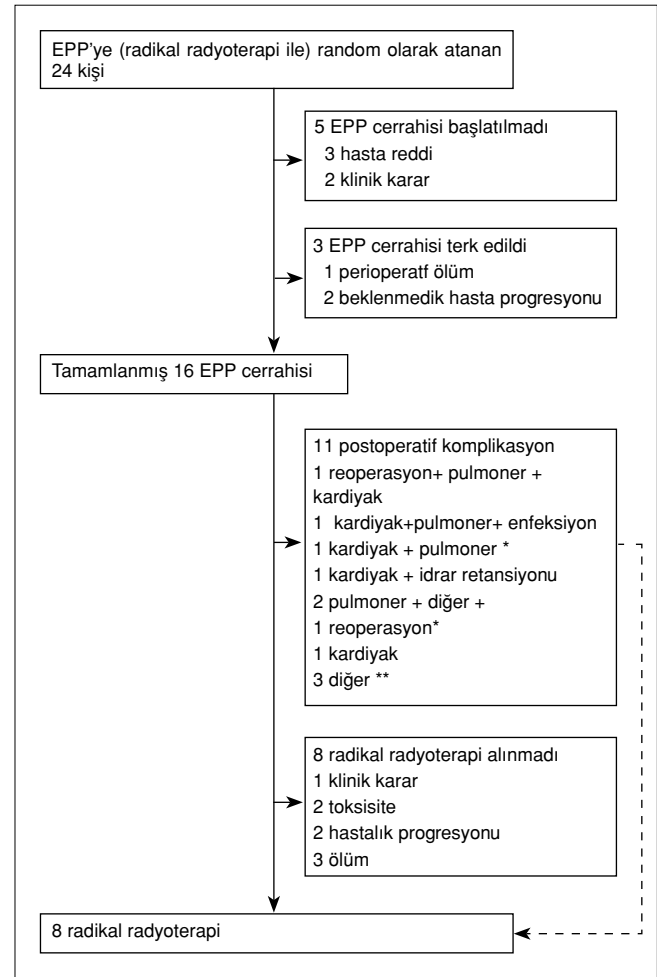 EPP'ye (radikal radyoterapi ile) random olarak atanan
24 kişi
5 EPP cerrahisi başlatılmadı
3 hasta reddi
2 klinik karar
3 EPP cerrahisi terk edildi
1 perioperatf ölüm
2 beklenmedik hasta progresyonu
Tamamlanmış 16 EPP cerrahisi
11 postoperatif komplikasyon
1 reoperasyon+ pulmoner +
kardiyak
1 kardiyak+pulmoner+ enfeksiyon
1 kardiyak + pulmoner *
1 kardiyak + idrar retansiyonu
2 pulmoner + diğer +
1 reoperasyon*
1 kardiyak
3 diğer **
8 radikal radyoterapi alınmadı
1 klinik karar
2 toksisite
2 hastalık progresyonu
3 ölüm
8 radikal radyoterapi